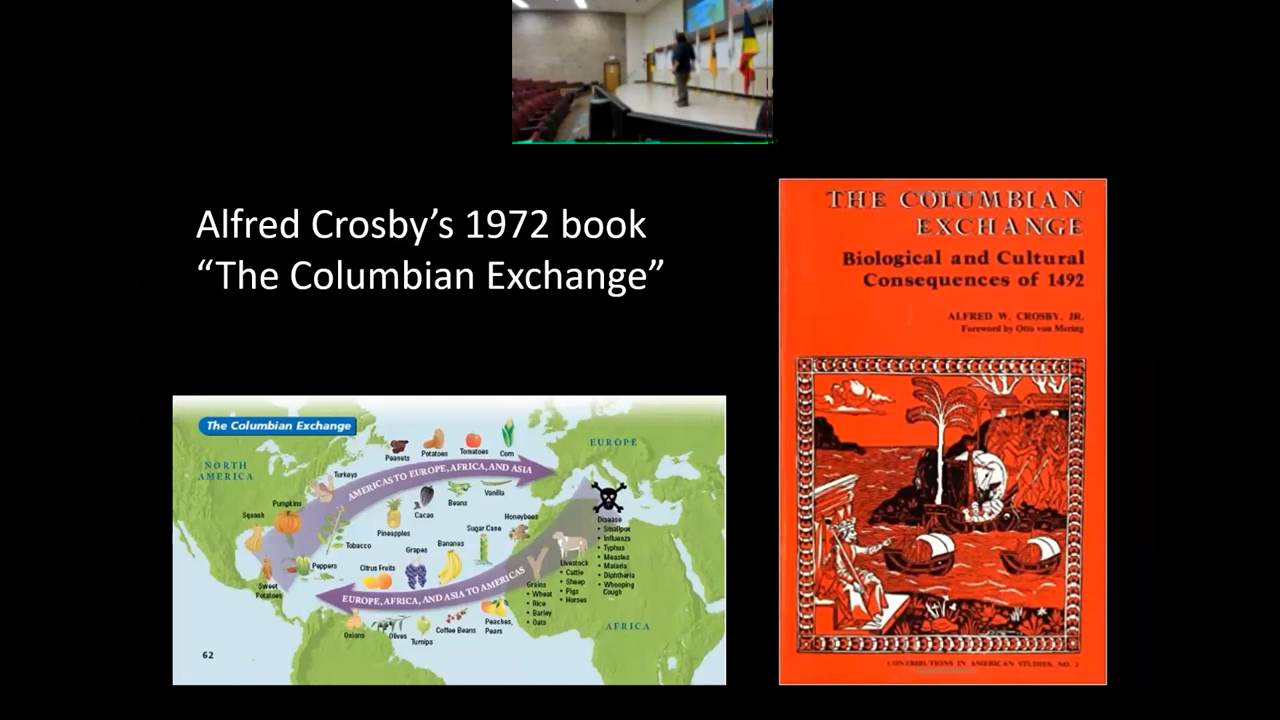 Alfred Crosby’s 1972 book
“The Columbian Exchange”
THE COLUMBIAN
EXCHANGE
Biological and Cultural
Consequences of 1492
ALFRED W. CROSBY, JR.
Foreword by Otto von Mering
CONTRIBUTIONS IN AMERICAN STUDIES, NO. 2
The Columbian Exchange
NORTH
AMERICA
EUROPE
AFRICA
AMERICAS TO EUROPE, AFRICA, AND ASIA
Peanuts
Potatoes
Tomatoes
Corn
Turkeys
Pumpkins
Squash
Sweet
Potatoes
Peppers
Tobacco
Pineapples
Cacao
Beans
Vanilla
EUROPE, AFRICA, AND ASIA TO AMERICAS
Citrus Fruits
Grapes
Bananas
Sugar Cane
Honeybees
Onions
Olives
Turnips
Coffee Beans
Peaches,
Pears
Grains
• Wheat
• Rice
• Barley
• Oats
Livestock
• Cattle
• Sheep
• Pigs
• Horses
Disease
• Smallpox
• Influenza
• Typhus
• Measles
• Malaria
• Diphtheria
• Whooping
Cough
62